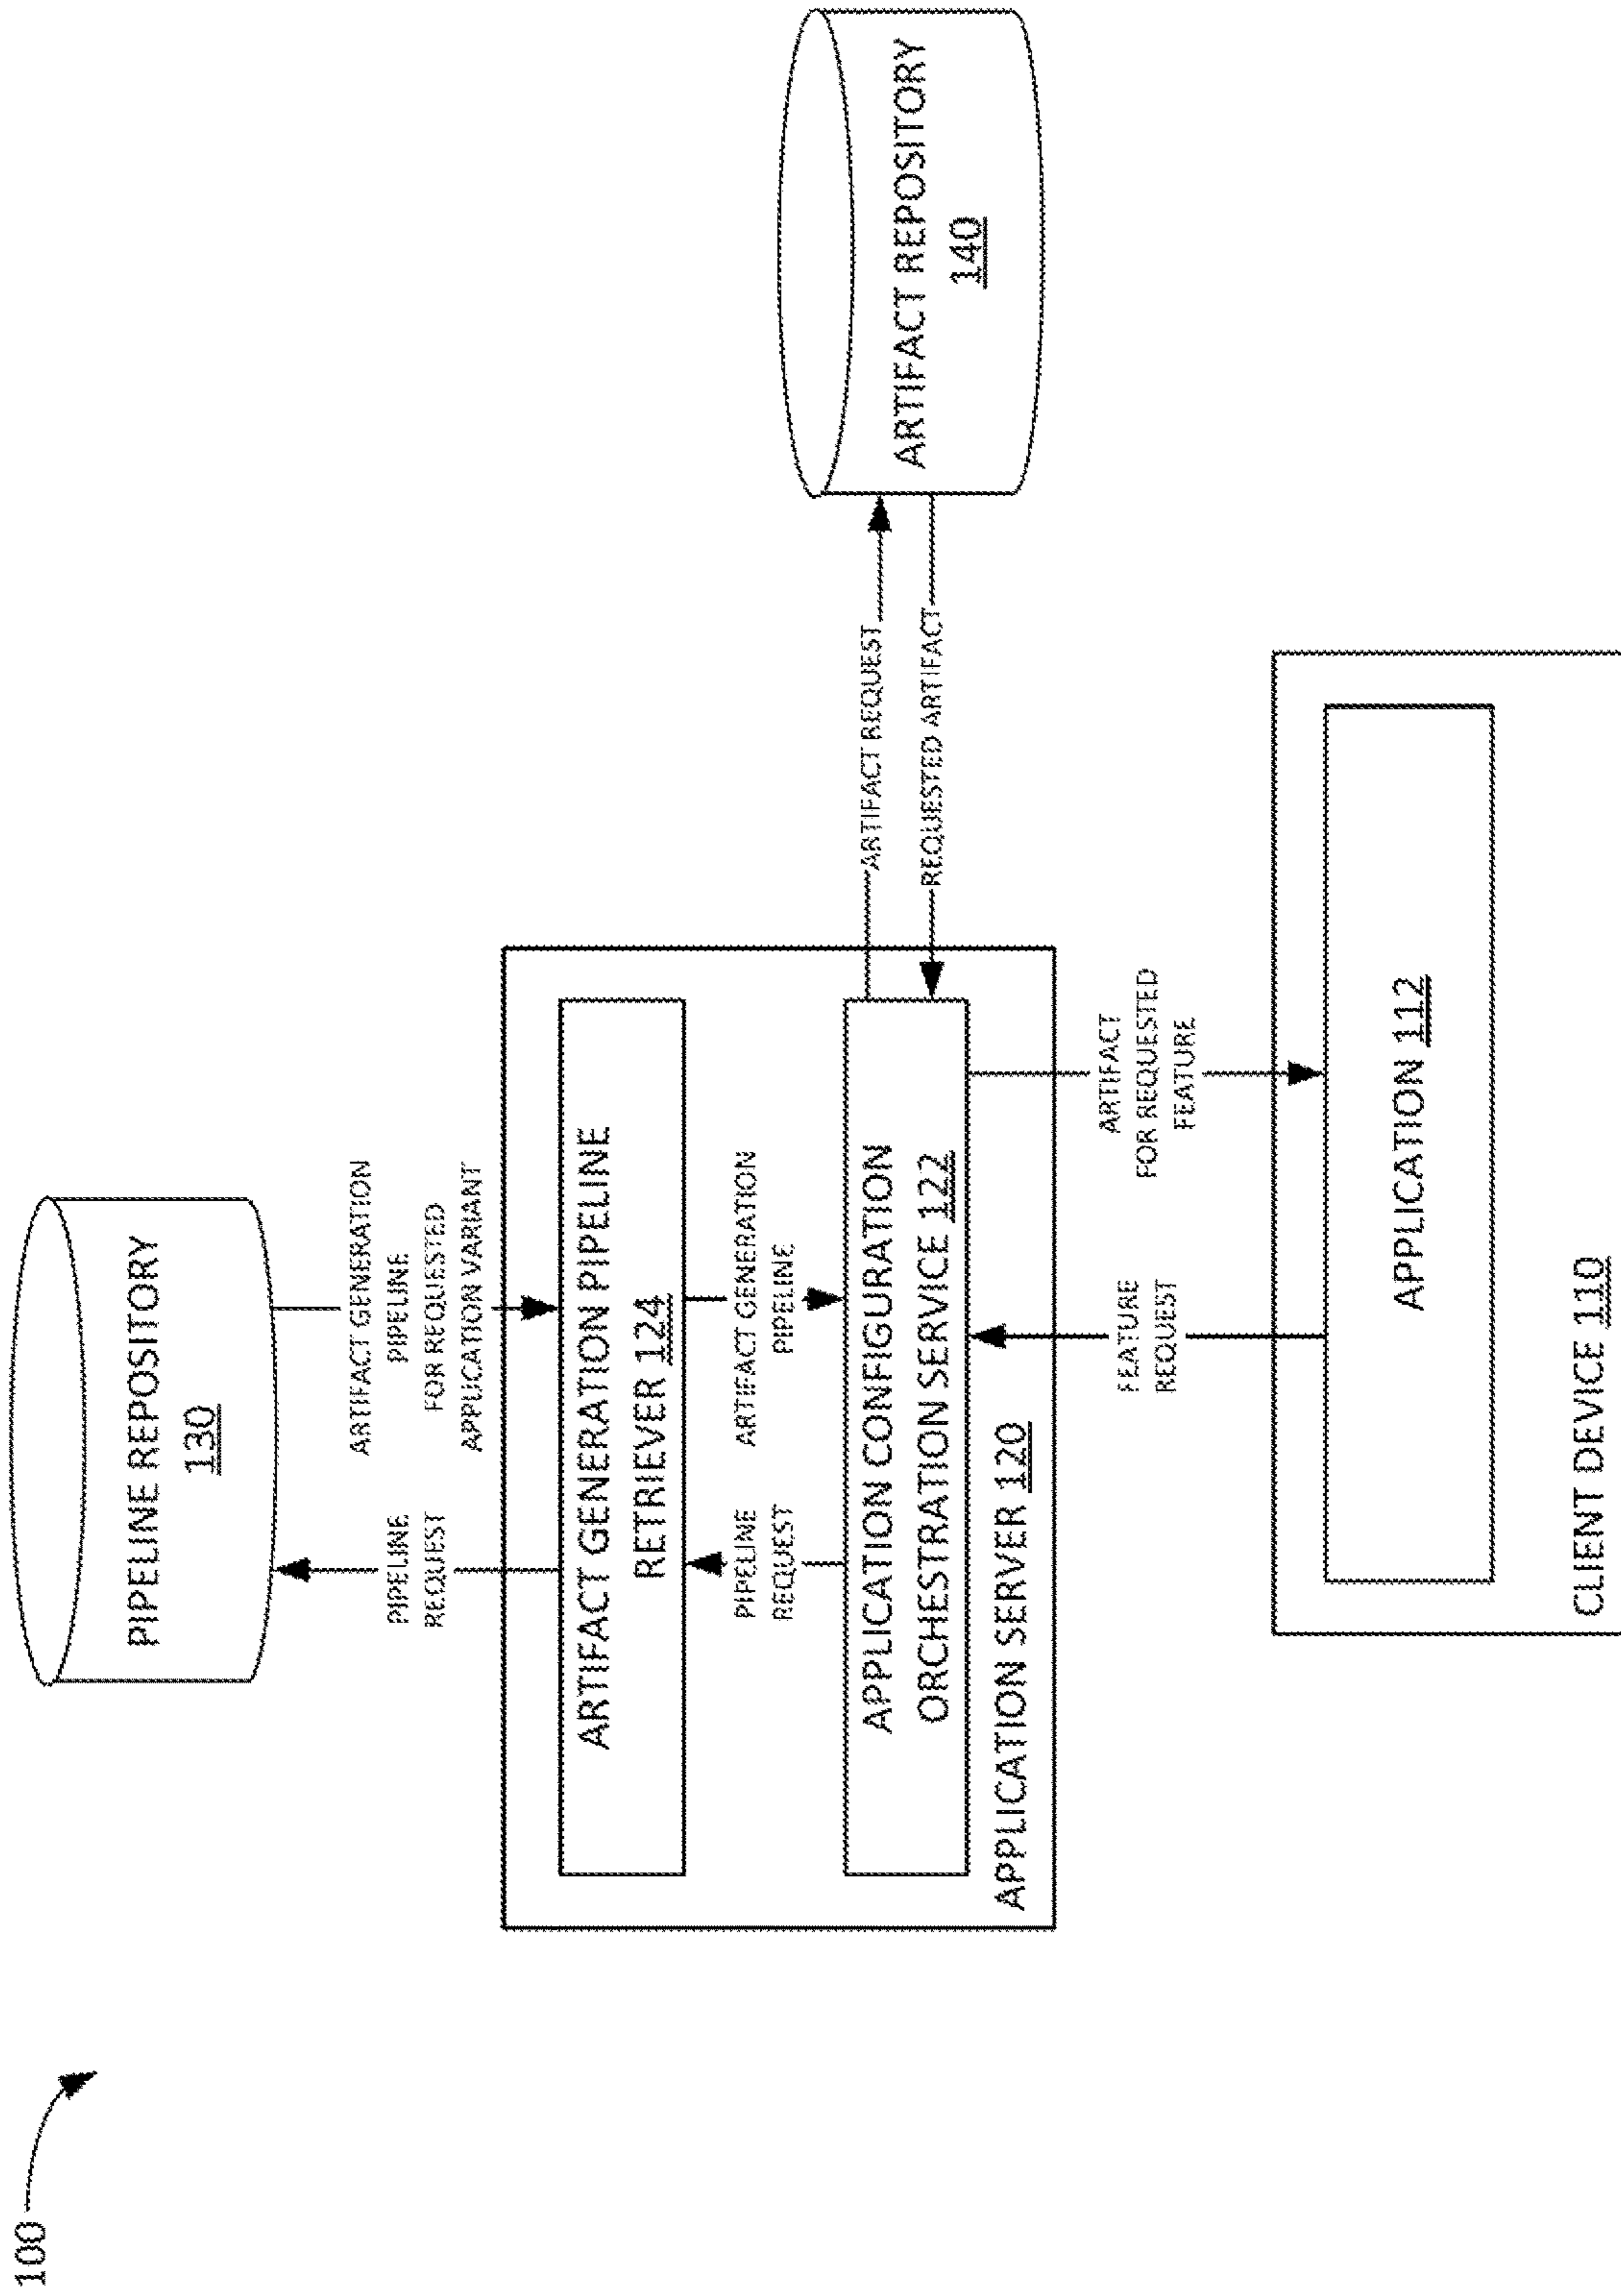 100
PIPELINE REPOSITORY
130
PIPELINE
REQUEST
ARTIFACT GENERATION
PIPELINE
FOR REQUESTED
APPLICATION VARIANT
ARTIFACT GENERATION PIPELINE
RETRIEVER 124
PIPELINE
REQUEST
ARTIFACT GENERATION
PIPELINE
APPLICATION CONFIGURATION
ORCHESTRATION SERVICE 122
APPLICATION SERVER 120
ARTIFACT REQUEST
REQUESTED ARTIFACT
ARTIFACT REPOSITORY
140
FEATURE
REQUEST
ARTIFACT
FOR REQUESTED
FEATURE
APPLICATION 112
CLIENT DEVICE 110